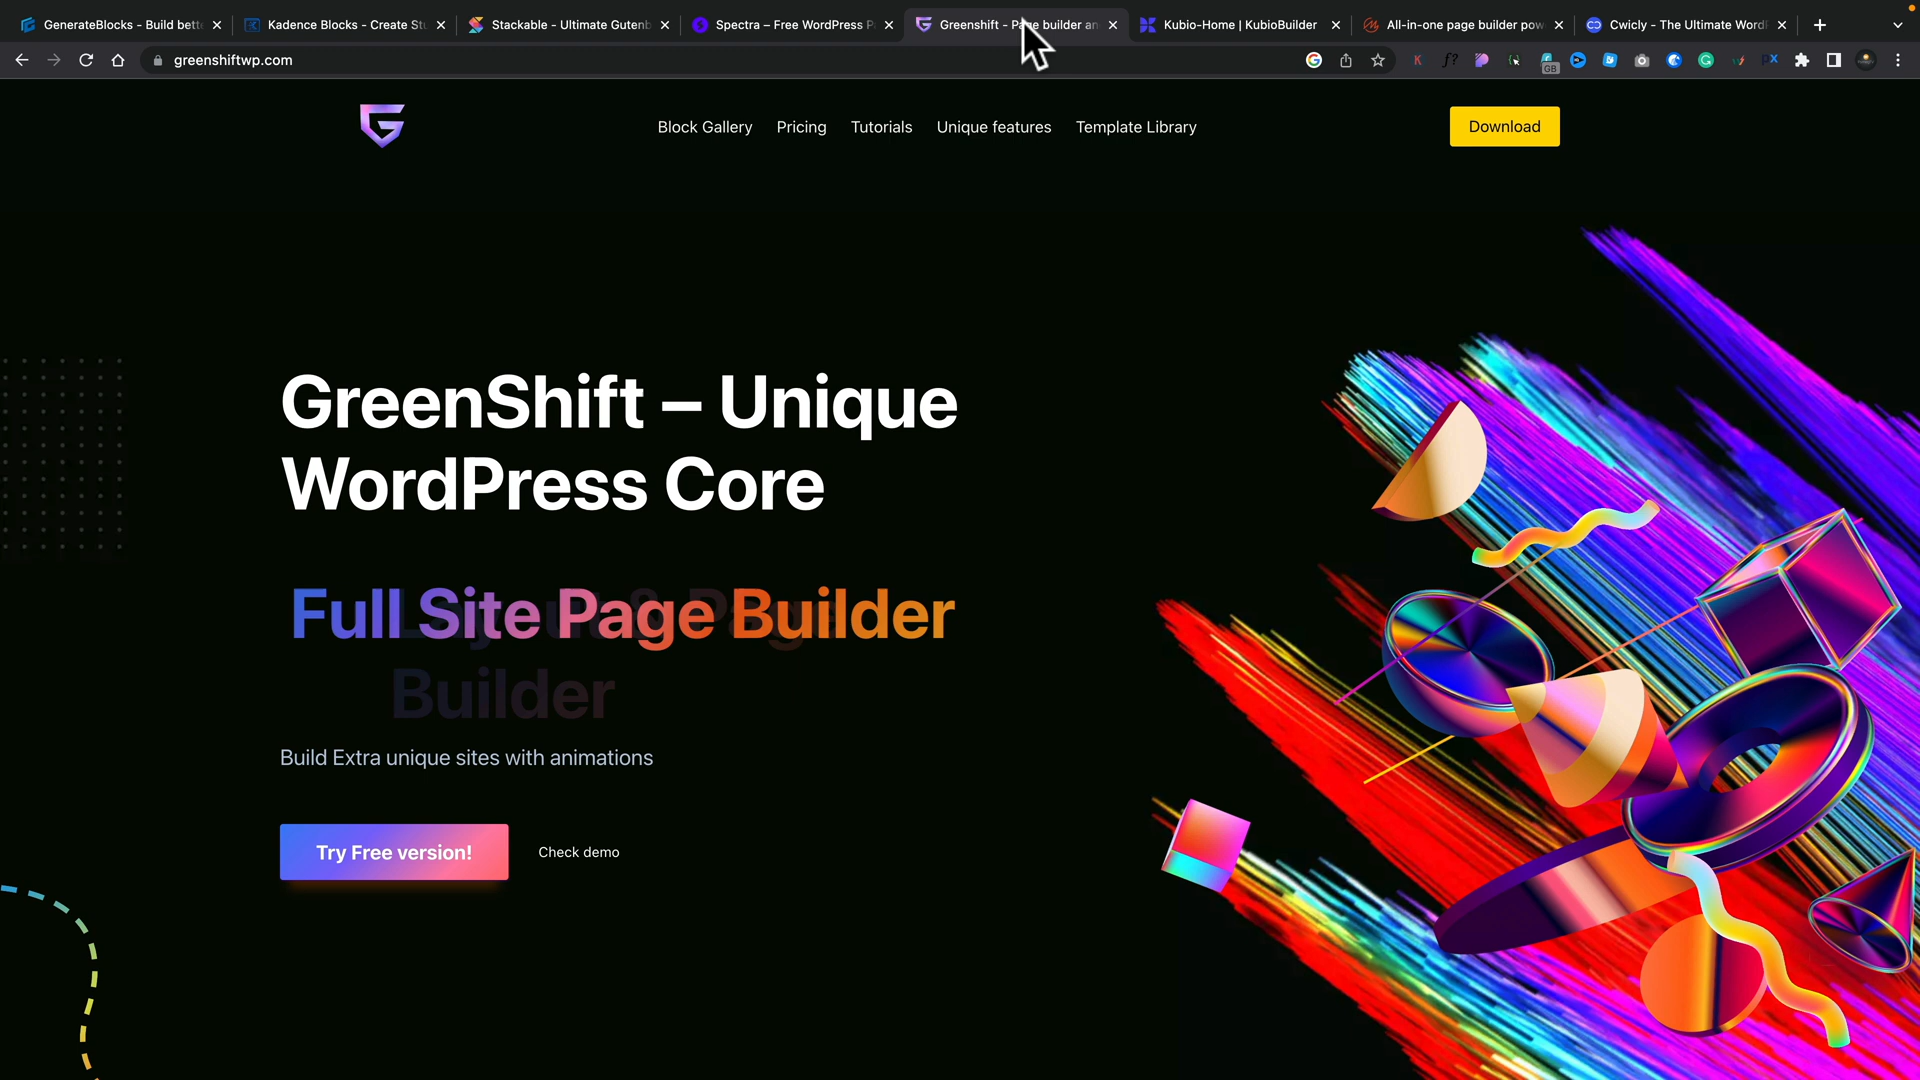 GenerateBlocks - Build bett
Kadence Blocks - Create Stu
Stackable - Ultimate Gutenb
Spectra – Free WordPress P
Greenshift - Page builder an
Kubio-Home | KubioBuilder
All-in-one page builder pow
Cwicly - The Ultimate Word
greenshiftwp.com
GB
Block Gallery
Pricing
Tutorials
Unique features
Template Library
Download
GreenShift – Unique
WordPress Core
Full Site Page Builder
Builder
Build Extra unique sites with animations
Try Free version!
Check demo